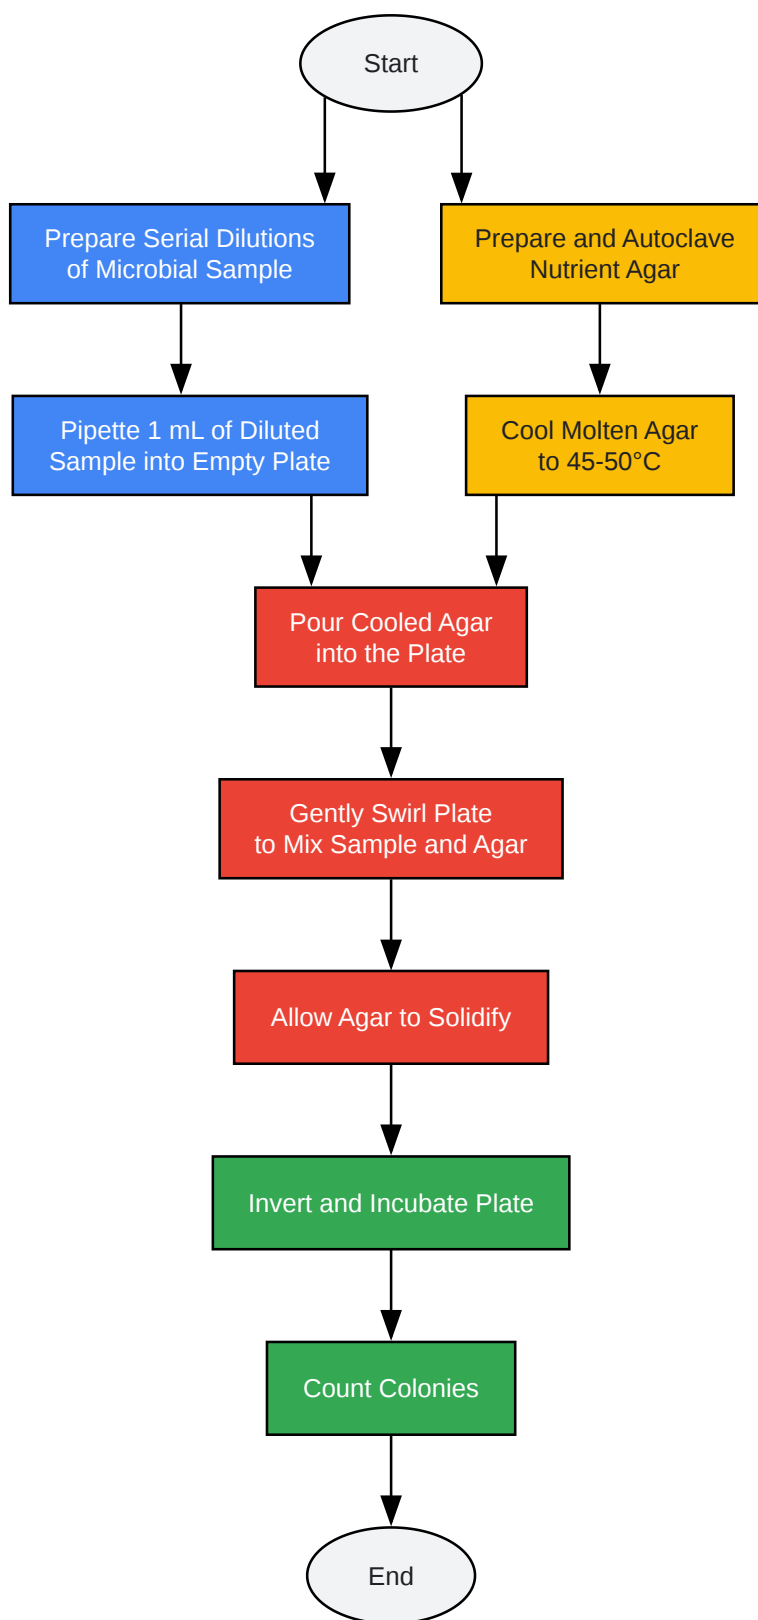 Start
Prepare Serial Dilutions
of Microbial Sample
Prepare and Autoclave
Nutrient Agar
Pipette 1 mL of Diluted
Sample into Empty Plate
Cool Molten Agar
to 45-50°C
Pour Cooled Agar
into the Plate
Gently Swirl Plate
to Mix Sample and Agar
Allow Agar to Solidify
Invert and Incubate Plate
Count Colonies
End